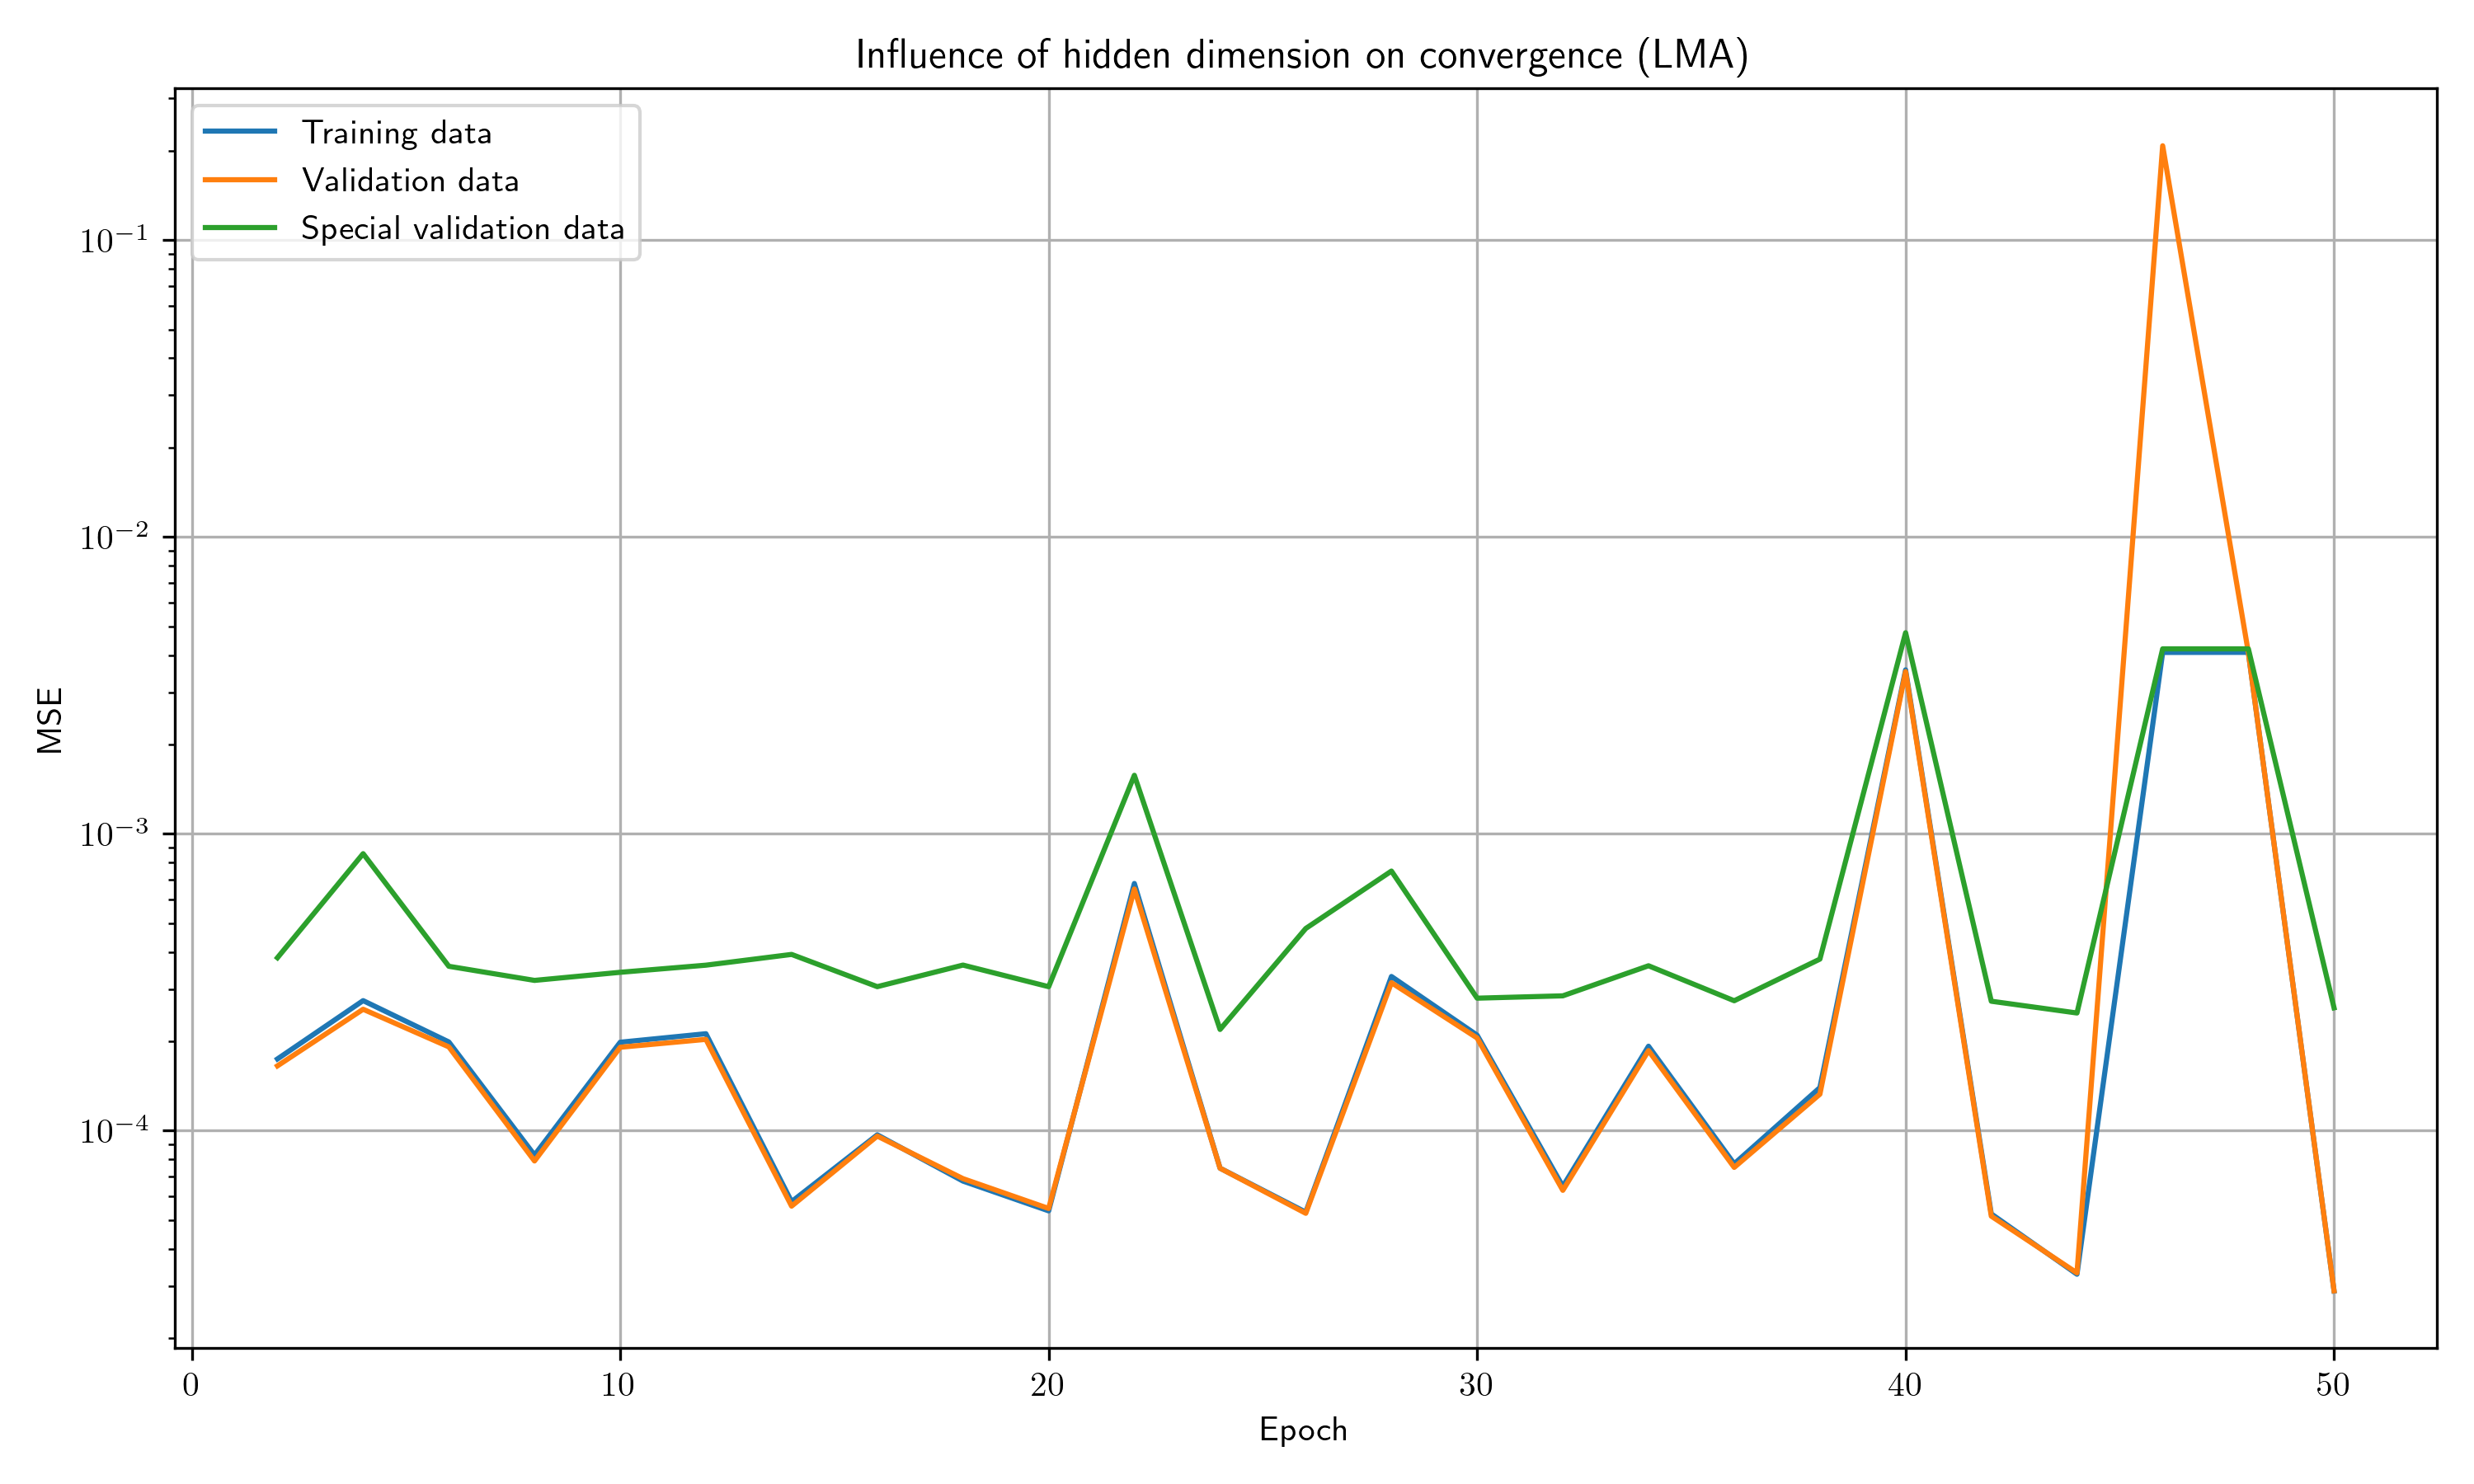 Influence of hidden dimension on convergence (LMA)
Training data
Validation data
Special validation data
10⁻¹
10⁻²
10⁻³
10⁻⁴
MSE
0 10 20 30 40 50
Epoch